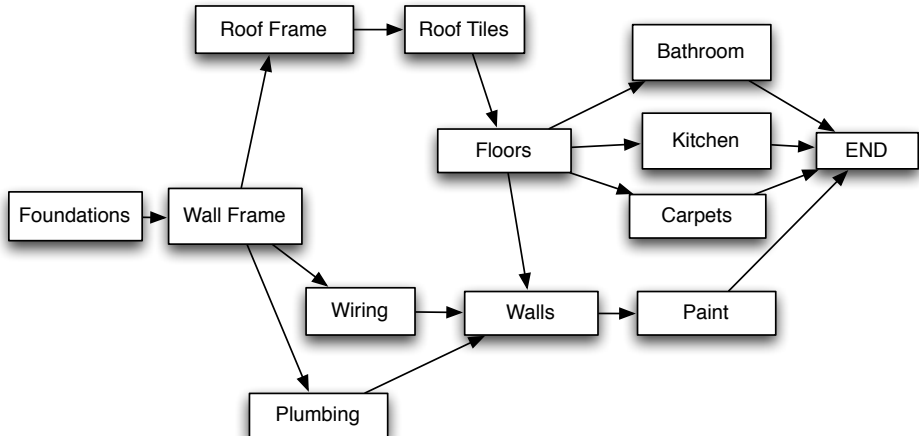 Roof Frame
Roof Tiles
Bathroom
Kitchen
Floors
END
Foundations
Wall Frame
Carpets
Wiring
Walls
Paint
Plumbing